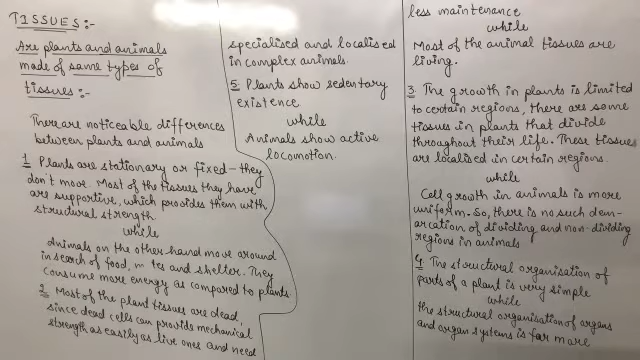 TISSUES:-
Are plants and animals
made of same types of
tissues:-
There are noticeable differences
between plants and animals
1 Plants are stationary or fixed - they
don't move. Most of the tissues they have
are supportive, which provides them with
structural strength
while
Animals on the other hand move around
in search of food, m tes and shelter. They
consume more energy as compared to plants
2 Most of the plant tissues are dead,
since dead cells can provide mechanical
strength as easily as live ones and need
less maintenance
while
Most of the animal tissues are
living.
3 The growth in plants is limited
to certain regions, there are some
tissues in plants that divide
throughout their life. These tissues
are localised in certain regions.
while
Cell growth in animals is more
uniform. So, there is no such dem-
arcation of dividing and non-dividing
regions in animals
4 The structural organisation of
parts of a plant is very simple
while
the structural organisation of organs
and organ systems is far more
specialised and localised
in complex animals.
5 Plants show sedentary
existence
while
Animals show active
locomotion.